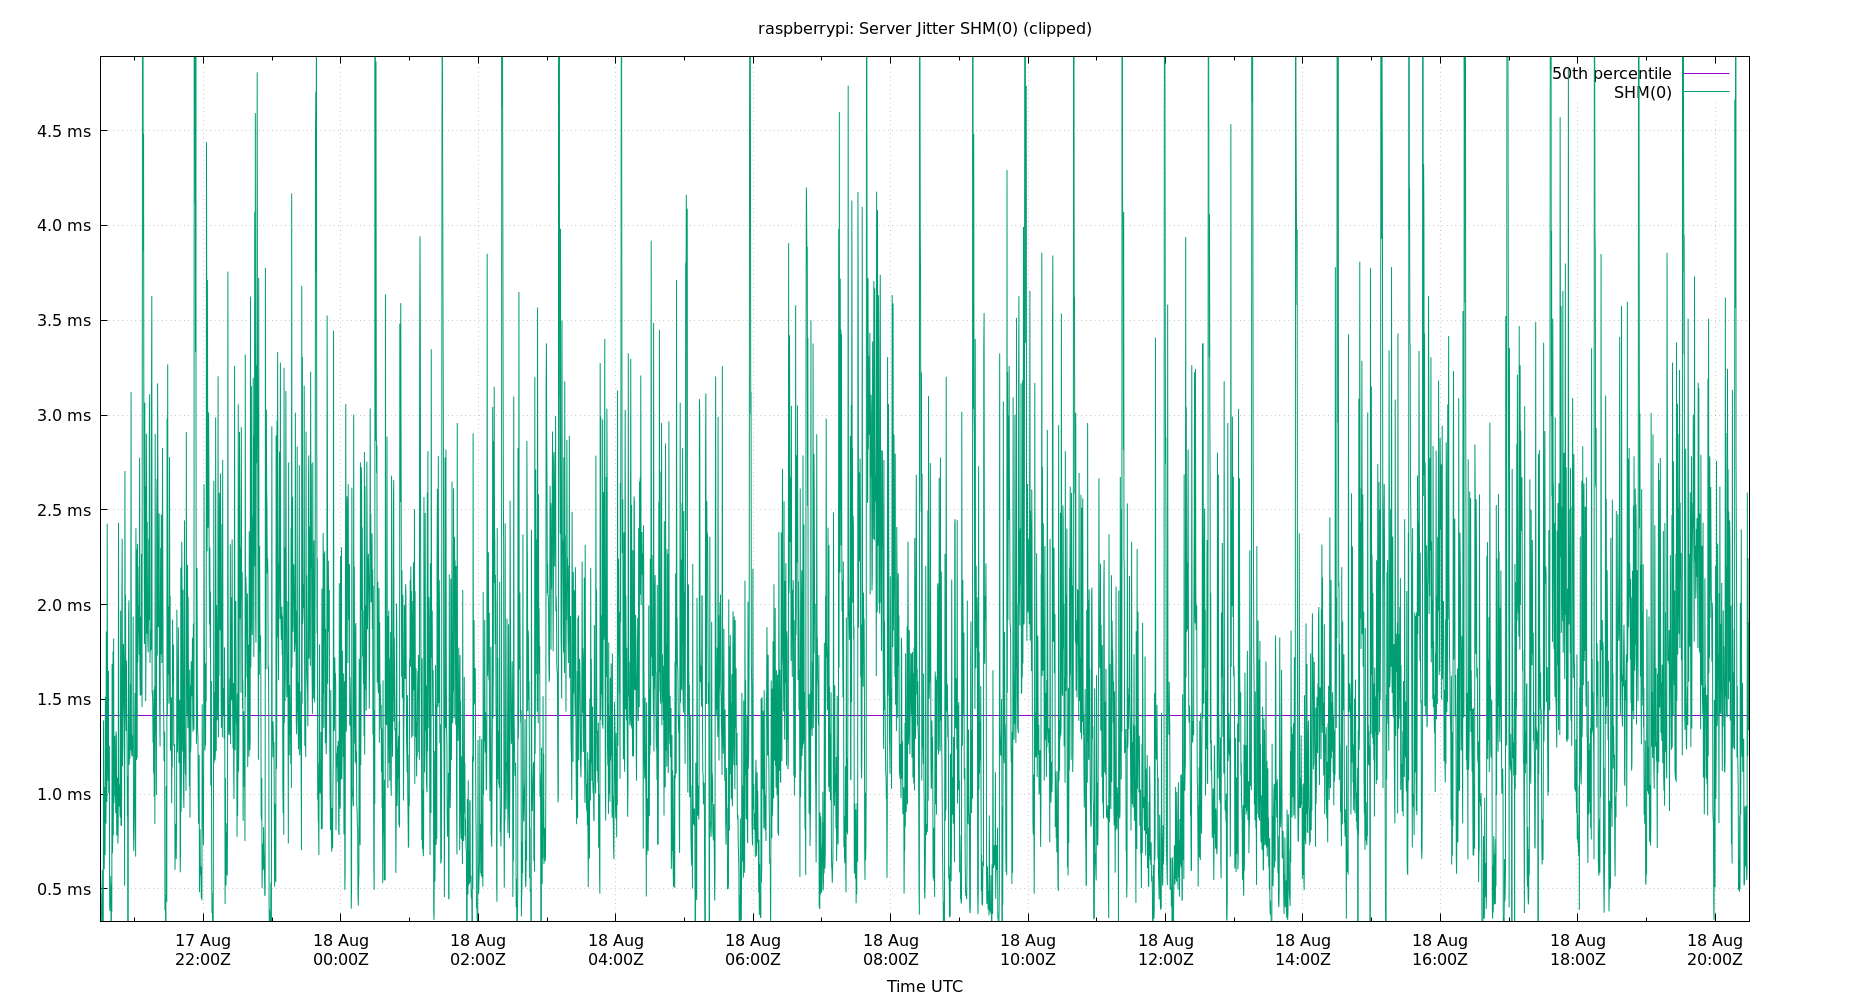 raspberrypi: Server Jitter SHM(0) (clipped)
50th percentile
SHM(0)
4.5 ms
4.0 ms
3.5 ms
3.0 ms
2.5 ms
2.0 ms
1.5 ms
1.0 ms
0.5 ms
17 Aug 18 Aug 18 Aug 18 Aug 18 Aug 18 Aug 18 Aug 18 Aug 18 Aug 18 Aug 18 Aug 18 Aug
22:00Z 00:00Z 02:00Z 04:00Z 06:00Z 08:00Z 10:00Z 12:00Z 14:00Z 16:00Z 18:00Z 20:00Z
Time UTC